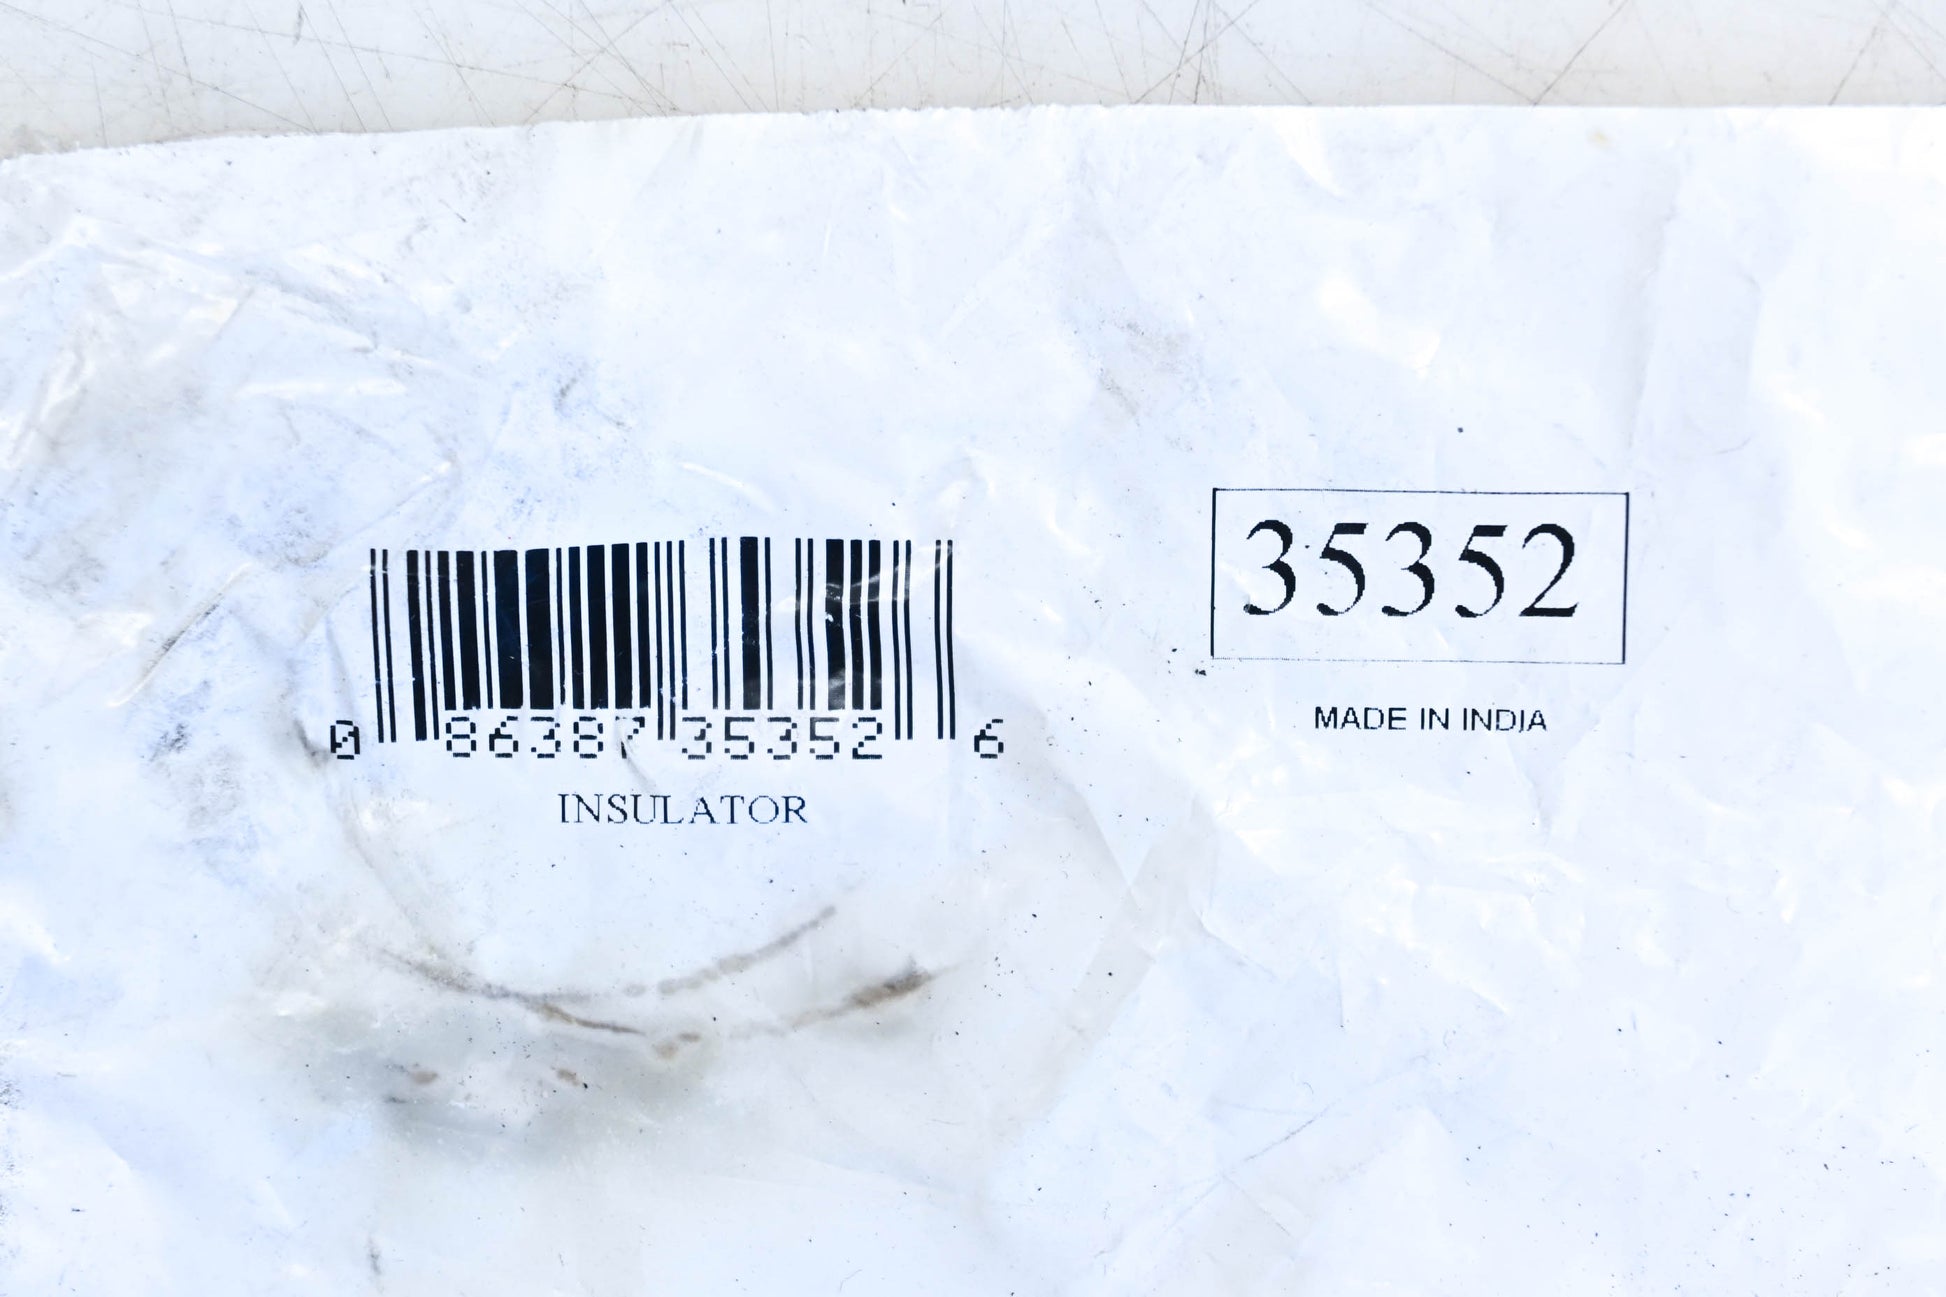 0 86387 35352 6
INSULATOR
35352
MADE IN INDIA